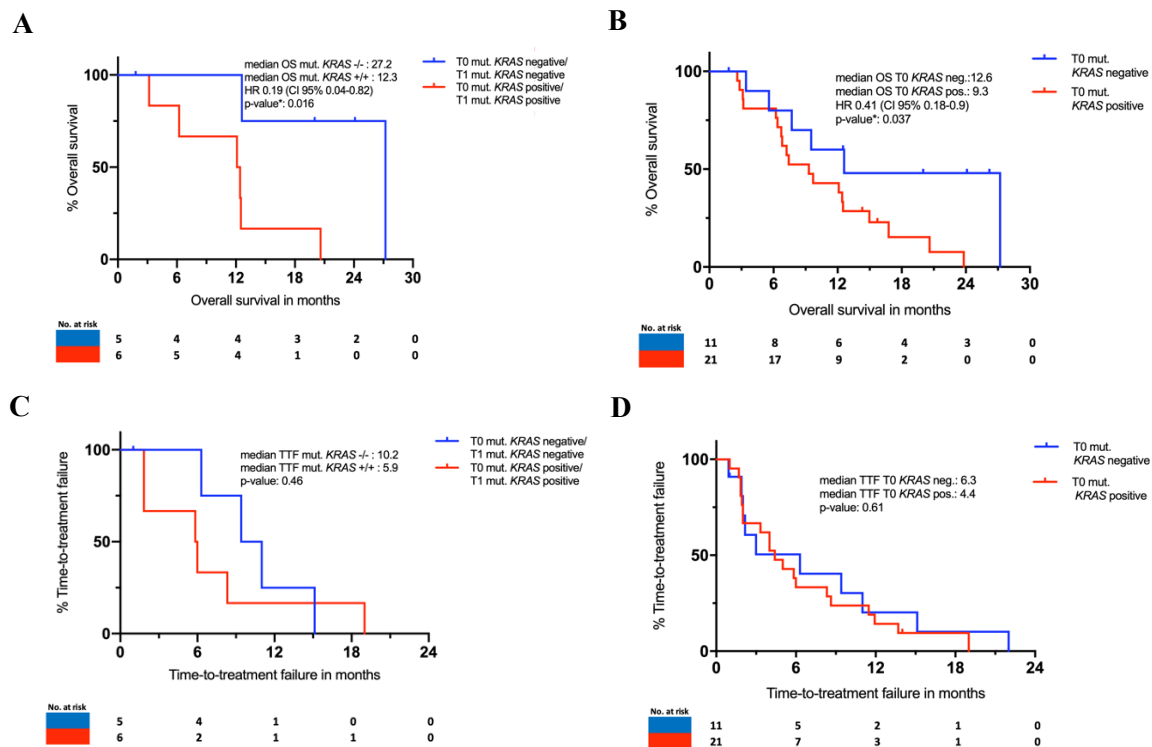 A
median OS mut. KRAS -/- : 27.2
median OS mut. KRAS +/+ : 12.3
HR 0.19 (CI % 0.04-0.82)
p-value*: 0.016
T0 mut. KRAS negative/
T1 mut. KRAS negative
T0 mut. KRAS positive/
T1 mut. KRAS positive
% Overall survival
100
50
0
0 6 12 18 24 30
Overall survival in months
No. at risk
5 4 4 3 2 0
6 5 4 1 0 0
B
median OS T0 KRAS neg.:12.6
median OS T0 KRAS pos.: 9.3
HR 0.41 (CI 95% 0.18-0.9)
p-value*: 0.037
T0 mut.
KRAS negative
T0 mut.
KRAS positive
% Overall survival
100
50
0
0 6 12 18 24 30
Overall survival in months
No. at risk
11 8 6 4 3 0
21 17 9 2 0 0
C
median TTF mut. KRAS -/- : 10.2
median TTF mut. KRAS +/+ : 5.9
p-value: 0.46
T0 mut. KRAS negative/
T1 mut. KRAS negative
T0 mut. KRAS positive/
T1 mut. KRAS positive
% Time-to-treatment failure
100
50
0
0 6 12 18 24
Time-to-treatment failure in months
No. at risk
5 4 1 0 0
6 2 1 1 0
D
median TTF T0 KRAS neg.: 6.3
median TTF T0 KRAS pos.: 4.4
p-value: 0.61
T0 mut.
KRAS negative
T0 mut.
KRAS positive
% Time-to-treatment failure
100
50
0
0 6 12 18 24
Time-to-treatment failure in months
No. at risk
11 5 2 1 0
21 7 3 1 0